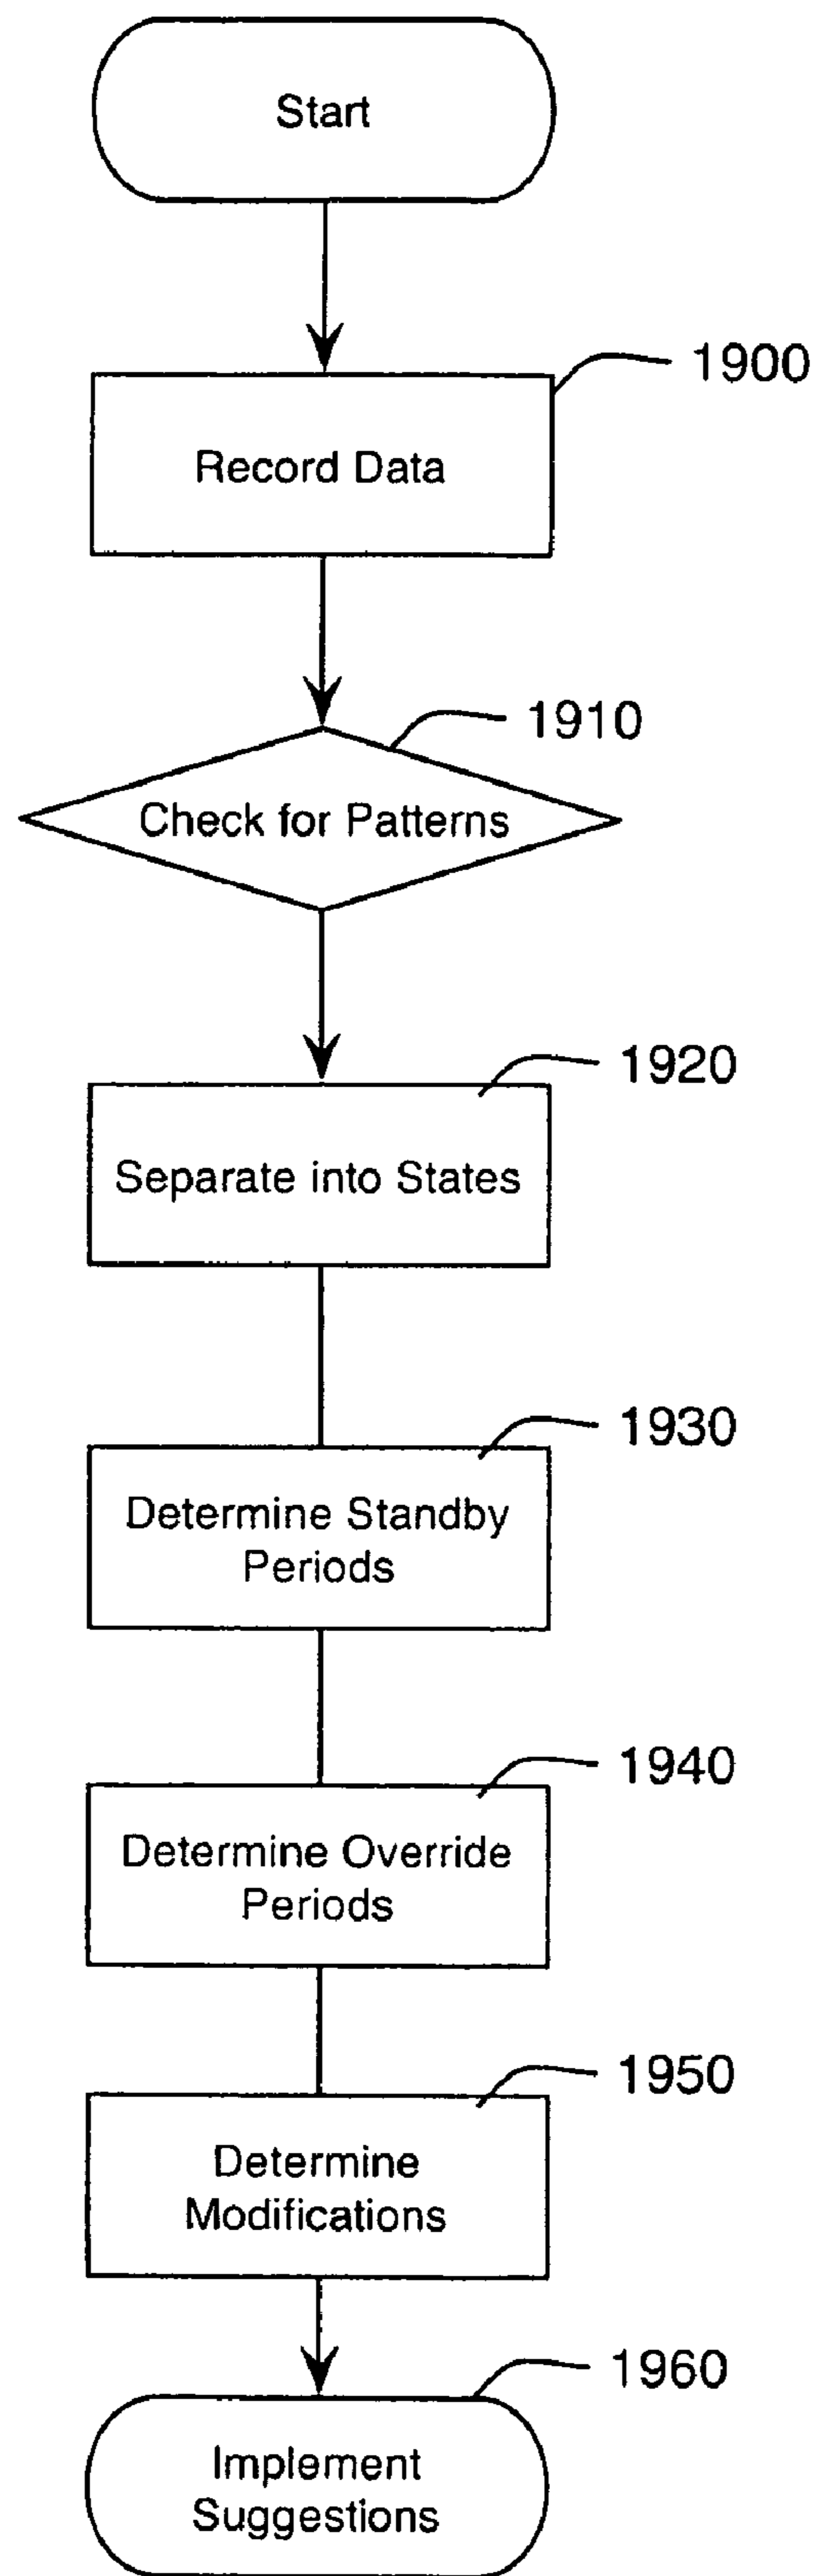 Start
1900
Record Data
1910
Check for Patterns
1920
Separate into States
1930
Determine Standby
Periods
1940
Determine Override
Periods
1950
Determine
Modifications
1960
Implement
Suggestions